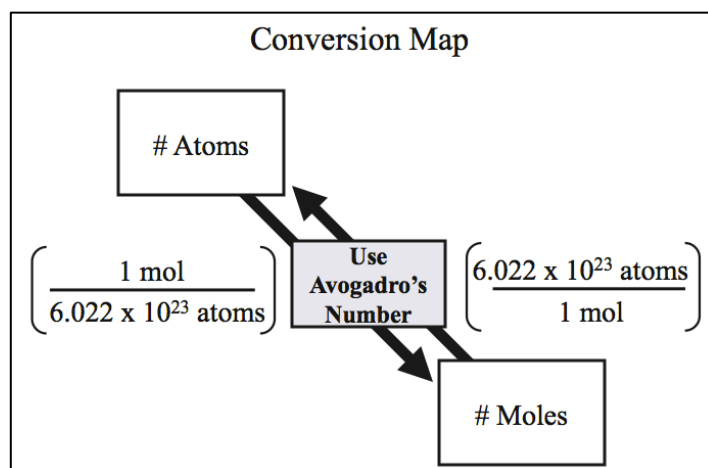 Conversion Map
# Atoms
1 mol
6.022 x 10²³ atoms
Use
Avogadro's
Number
6.022 x 10²³ atoms
1 mol
# Moles